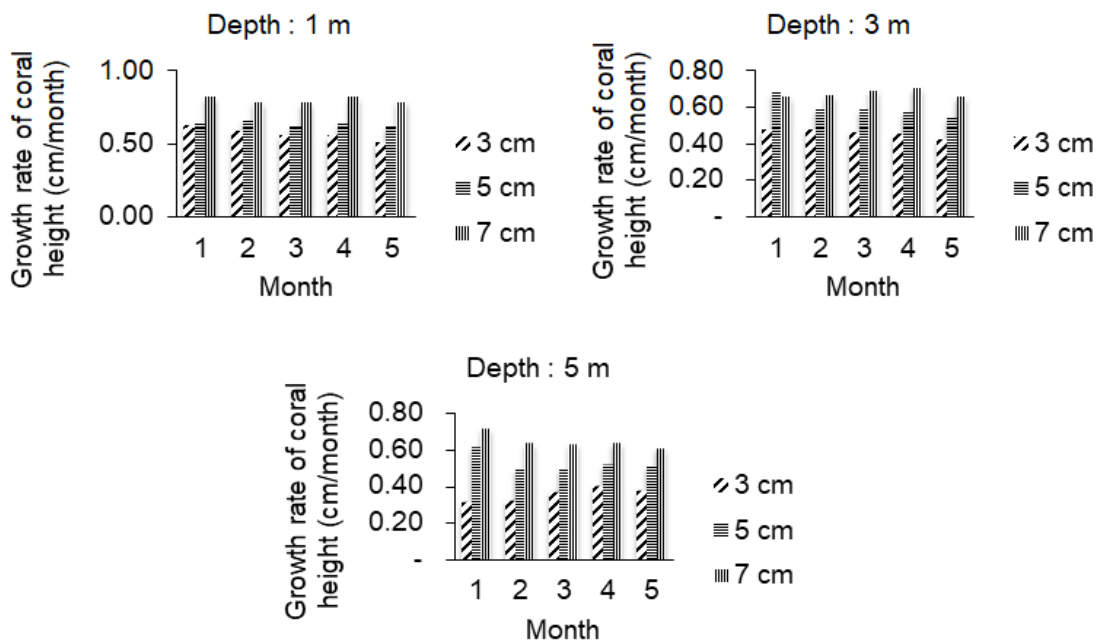 Depth : 1 m
Growth rate of coral
height (cm/month)
1.00
0.50
0.00
1 2 3 4 5
Month
3 cm
5 cm
7 cm
Depth : 3 m
Growth rate of coral
height (cm/month)
0.80
0.60
0.40
0.20
-
1 2 3 4 5
Month
3 cm
5 cm
7 cm
Depth : 5 m
Growth rate of coral
height (cm/month)
0.80
0.60
0.40
0.20
-
1 2 3 4 5
Month
3 cm
5 cm
7 cm